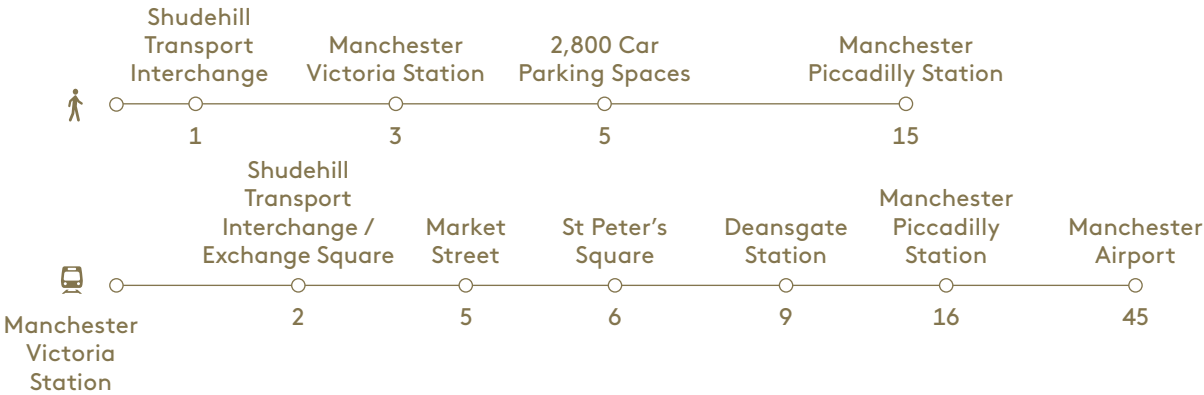 Shudehill
Transport
Interchange
Manchester
Victoria Station
2,800 Car
Parking Spaces
Manchester
Piccadilly Station
1
3
5
15
Shudehill
Transport
Interchange /
Exchange Square
Market
Street
St Peter's
Square
Deansgate
Station
Manchester
Piccadilly
Station
Manchester
Airport
Manchester
Victoria
Station
2
5
6
9
16
45